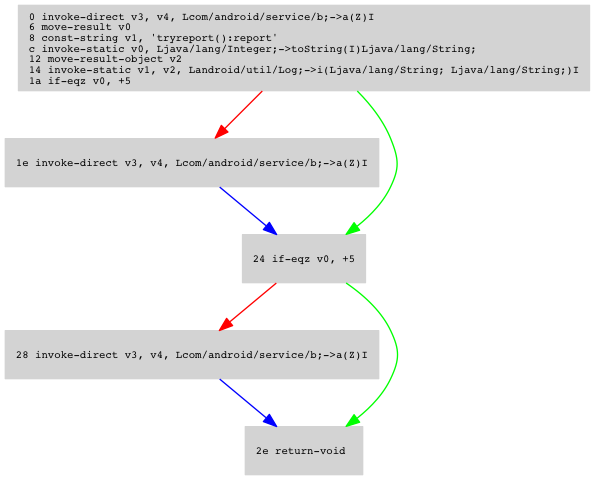 0 invoke-direct v3, v4, Lcom/android/service/b;->a(Z)I
6 move-result v0
8 const-string v1, 'tryreport():report'
c invoke-static v0, Ljava/lang/Integer;->toString(I)Ljava/lang/String;
12 move-result-object v2
14 invoke-static v1, v2, Landroid/util/Log;->i(Ljava/lang/String; Ljava/lang/String;)I
1a if-eqz v0, +5
1e invoke-direct v3, v4, Lcom/android/service/b;->a(Z)I
24 if-eqz v0, +5
28 invoke-direct v3, v4, Lcom/android/service/b;->a(Z)I
2e return-void